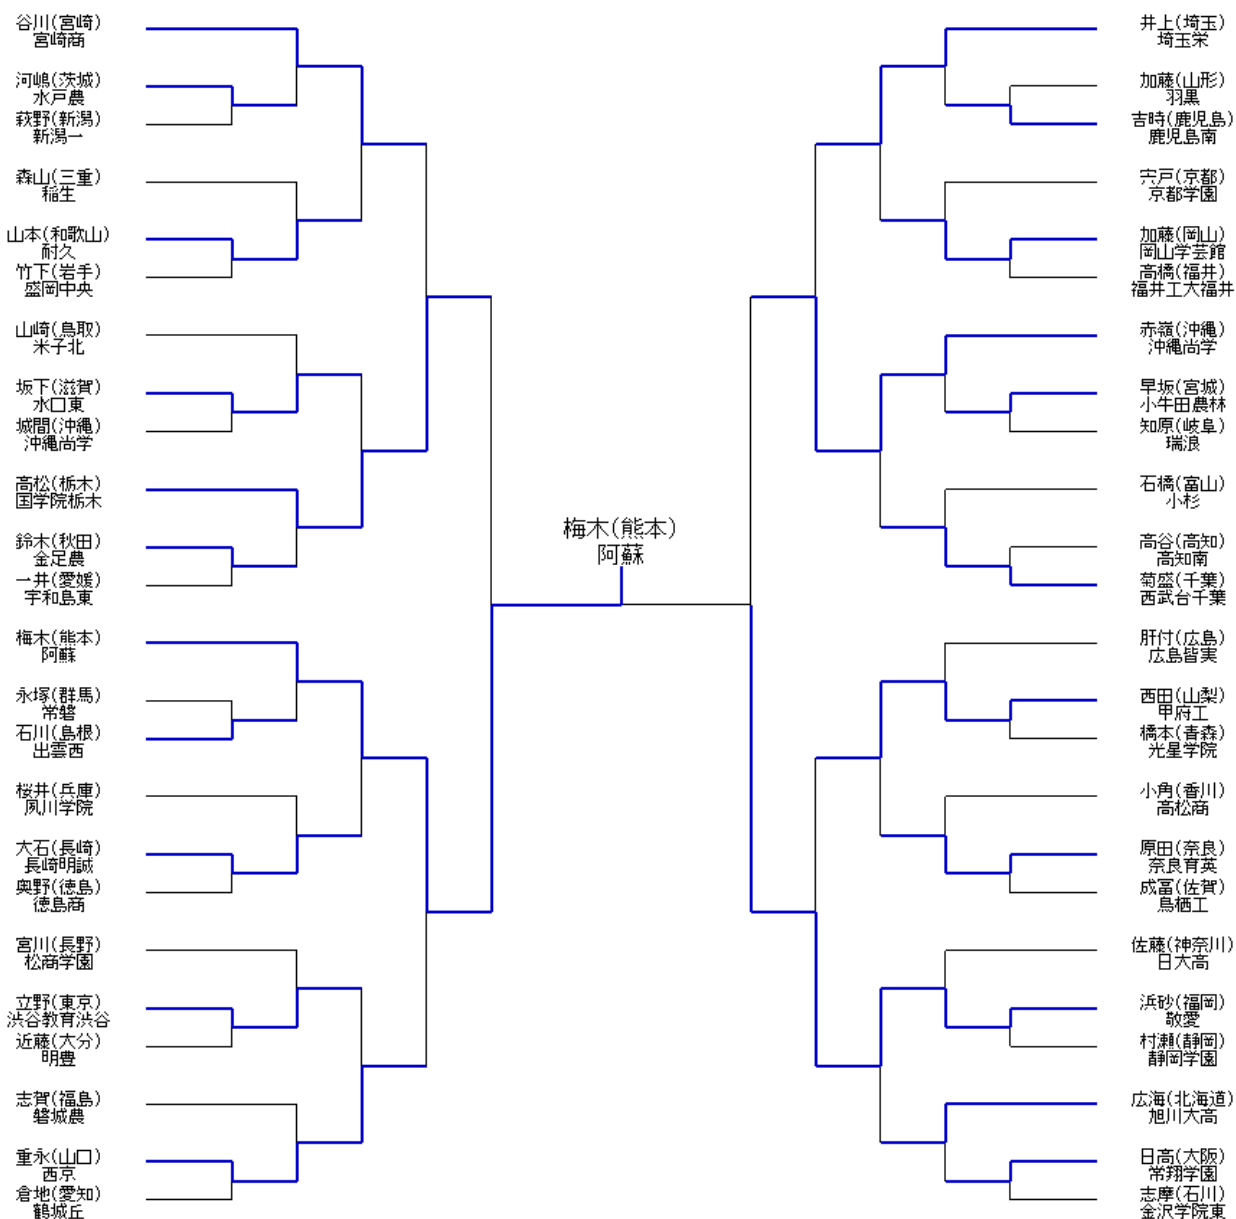 谷川(宮崎)
宮崎商
河嶋(茨城)
水戸農
萩野(新潟)
新潟一
森山(三重)
稲生
山本(和歌山)
耐久
竹下(岩手)
盛岡中央
山崎(鳥取)
米子北
坂下(滋賀)
水口東
城間(沖縄)
沖縄尚学
高松(栃木)
国学院栃木
鈴木(秋田)
金足農
一井(愛媛)
宇和島東
梅木(熊本)
阿蘇
永塚(群馬)
常磐
石川(島根)
出雲西
桜井(兵庫)
夙川学院
大石(長崎)
長崎明誠
奥野(徳島)
徳島商
宮川(長野)
松商学園
立野(東京)
渋谷教育渋谷
近藤(大分)
明豊
志賀(福島)
磐城農
重永(山口)
西京
倉地(愛知)
鶴城丘
梅木(熊本)
阿蘇
井上(埼玉)
埼玉栄
加藤(山形)
羽黒
吉時(鹿児島)
鹿児島南
宍戸(京都)
京都学園
加藤(岡山)
岡山学芸館
高橋(福井)
福井工大福井
赤嶺(沖縄)
沖縄尚学
早坂(宮城)
小牛田農林
知原(岐阜)
瑞浪
石橋(富山)
小杉
高谷(高知)
高知南
菊盛(千葉)
西武台千葉
肝付(広島)
広島皆実
西田(山梨)
甲府工
橋本(青森)
光星学院
小角(香川)
高松商
原田(奈良)
奈良育英
成冨(佐賀)
鳥栖工
佐藤(神奈川)
日大高
浜砂(福岡)
敬愛
村瀬(静岡)
静岡学園
広海(北海道)
旭川大高
日高(大阪)
常翔学園
志摩(石川)
金沢学院東